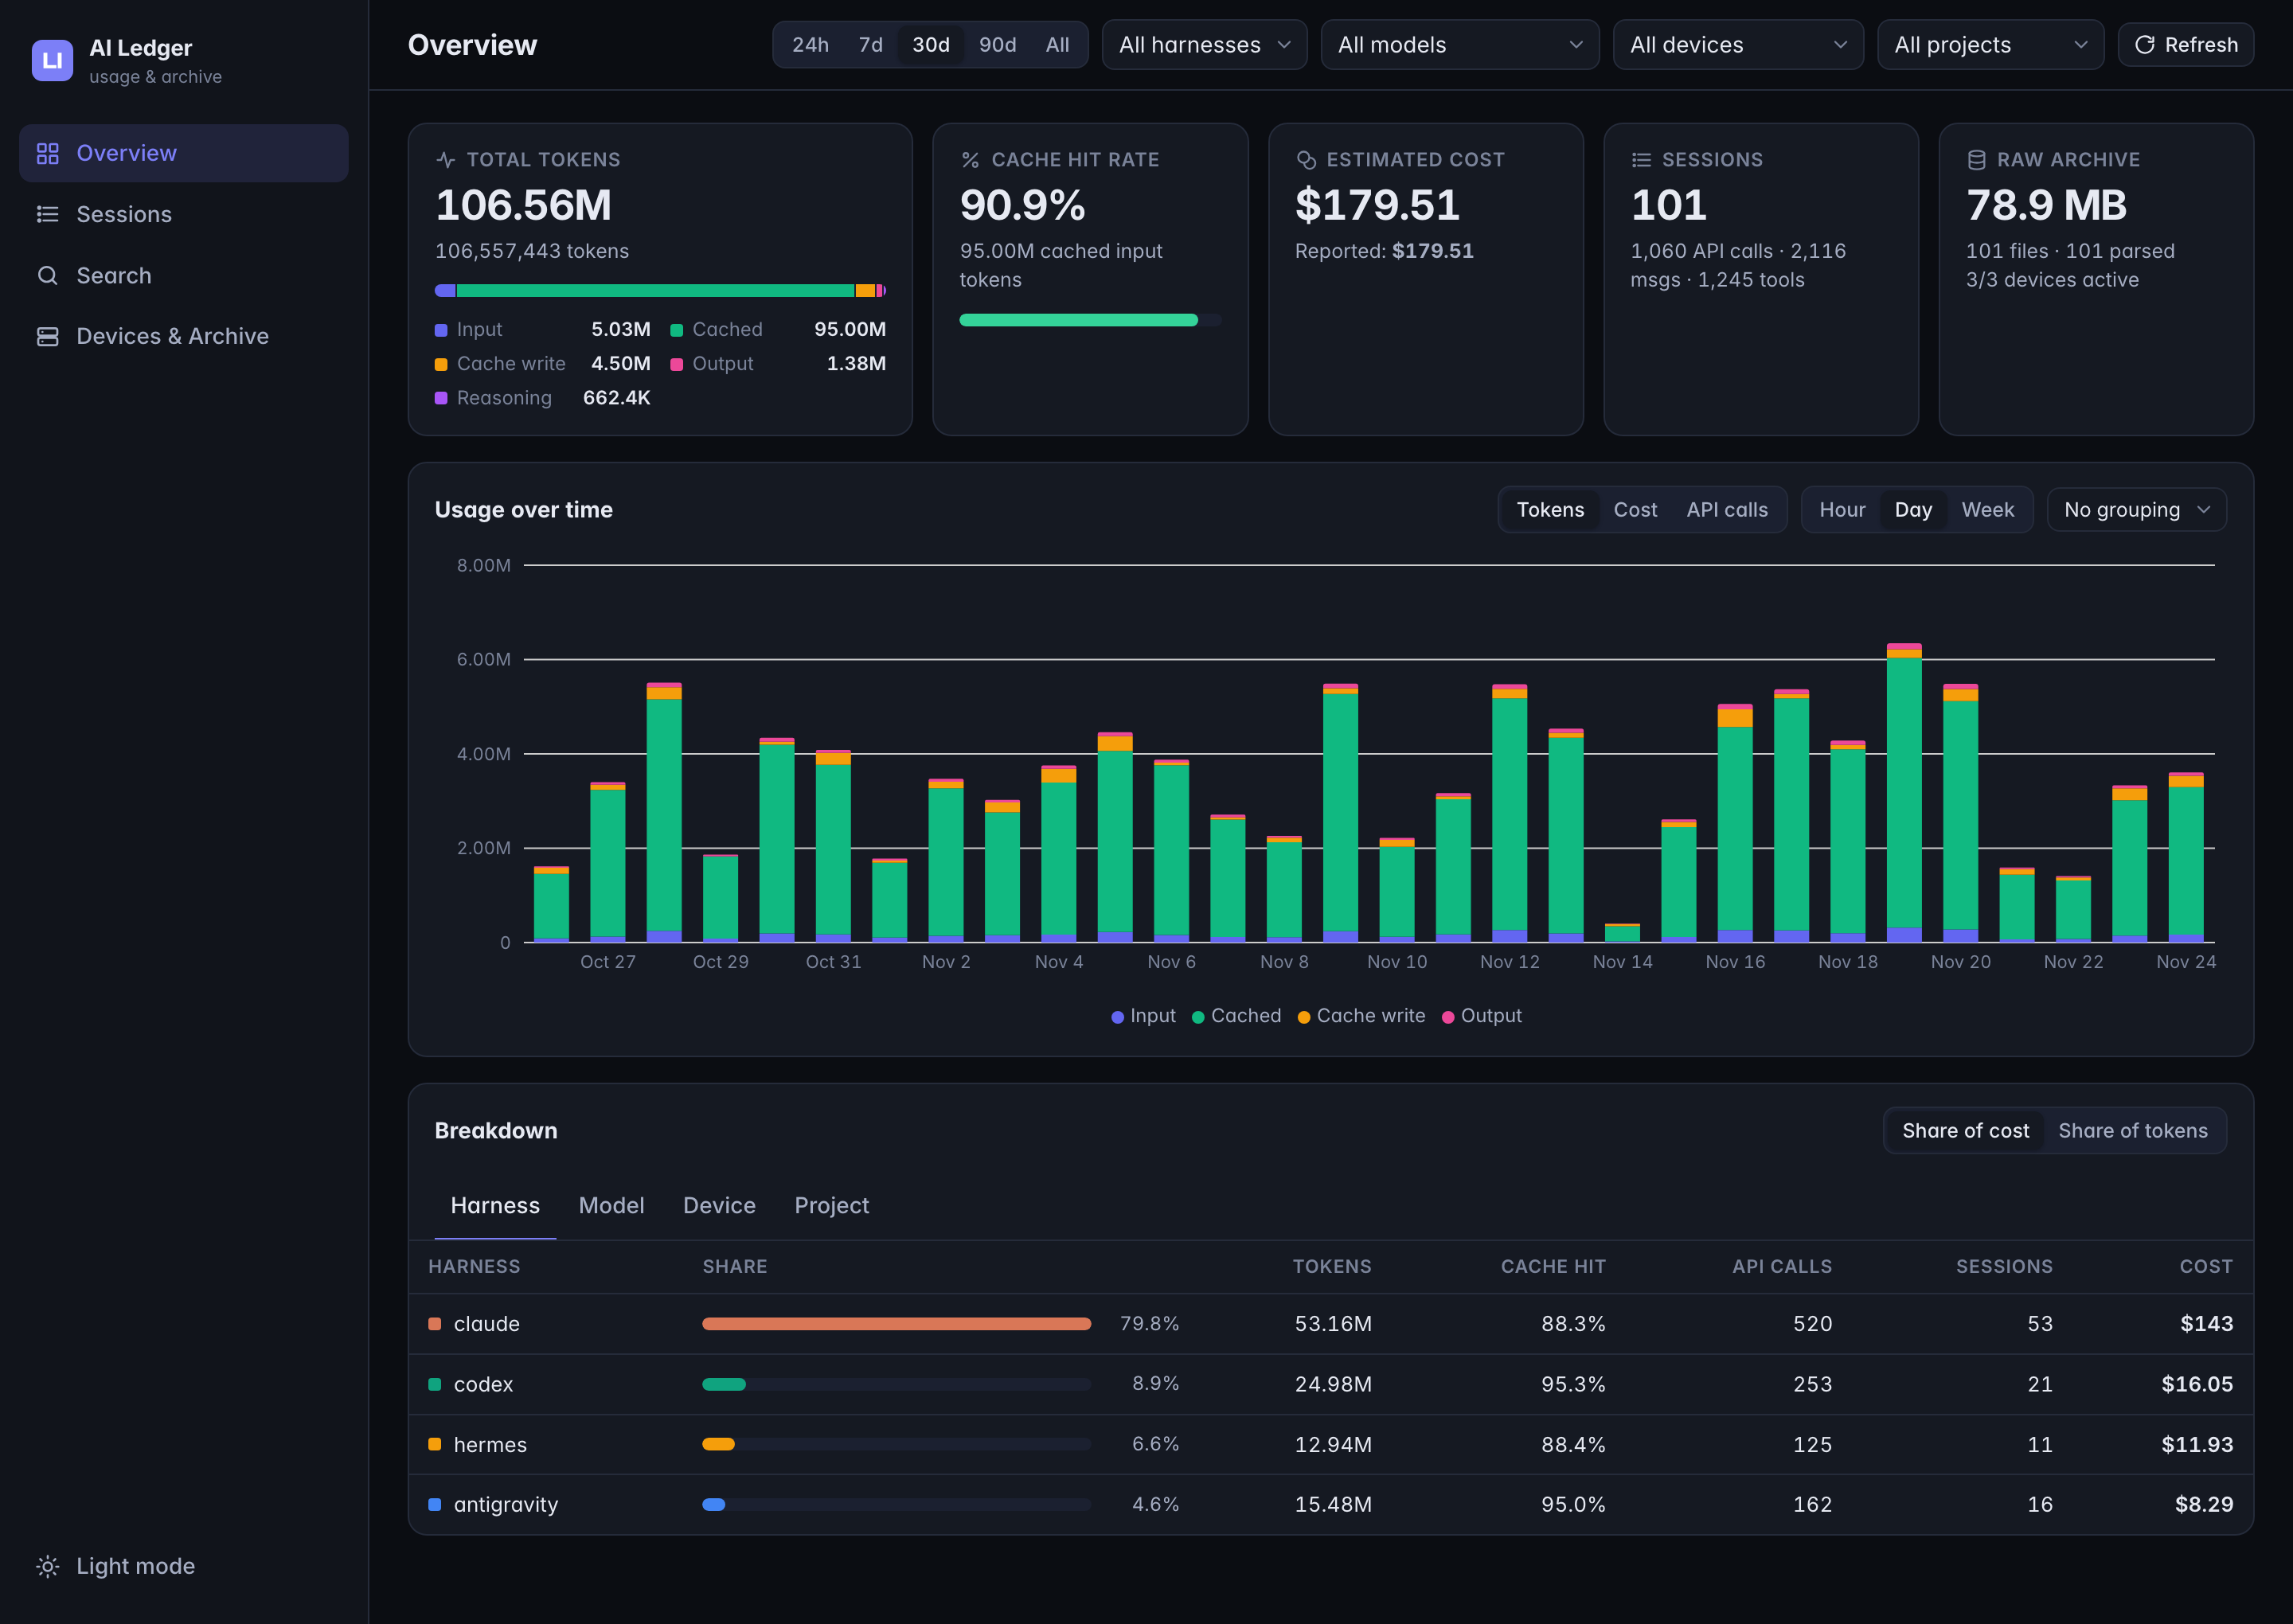 LI
AI Ledger
usage & archive
Overview
Sessions
Search
Devices & Archive
Light mode
Overview
24h 7d 30d 90d All
All harnesses
All models
All devices
All projects
Refresh
TOTAL TOKENS
106.56M
106,557,443 tokens
Input 5.03M Cached 95.00M
Cache write 4.50M Output 1.38M
Reasoning 662.4K
CACHE HIT RATE
90.9%
95.00M cached input
tokens
ESTIMATED COST
$179.51
Reported: $179.51
SESSIONS
101
1,060 API calls · 2,116
msgs · 1,245 tools
RAW ARCHIVE
78.9 MB
101 files · 101 parsed
3/3 devices active
Usage over time
Tokens Cost API calls
Hour Day Week
No grouping
8.00M
6.00M
4.00M
2.00M
0
Oct 27 Oct 29 Oct 31 Nov 2 Nov 4 Nov 6 Nov 8 Nov 10 Nov 12 Nov 14 Nov 16 Nov 18 Nov 20 Nov 22 Nov 24
Input Cached Cache write Output
Breakdown
Share of cost Share of tokens
Harness Model Device Project
HARNESS SHARE TOKENS CACHE HIT API CALLS SESSIONS COST
claude 79.8% 53.16M 88.3% 520 53 $143
codex 8.9% 24.98M 95.3% 253 21 $16.05
hermes 6.6% 12.94M 88.4% 125 11 $11.93
antigravity 4.6% 15.48M 95.0% 162 16 $8.29